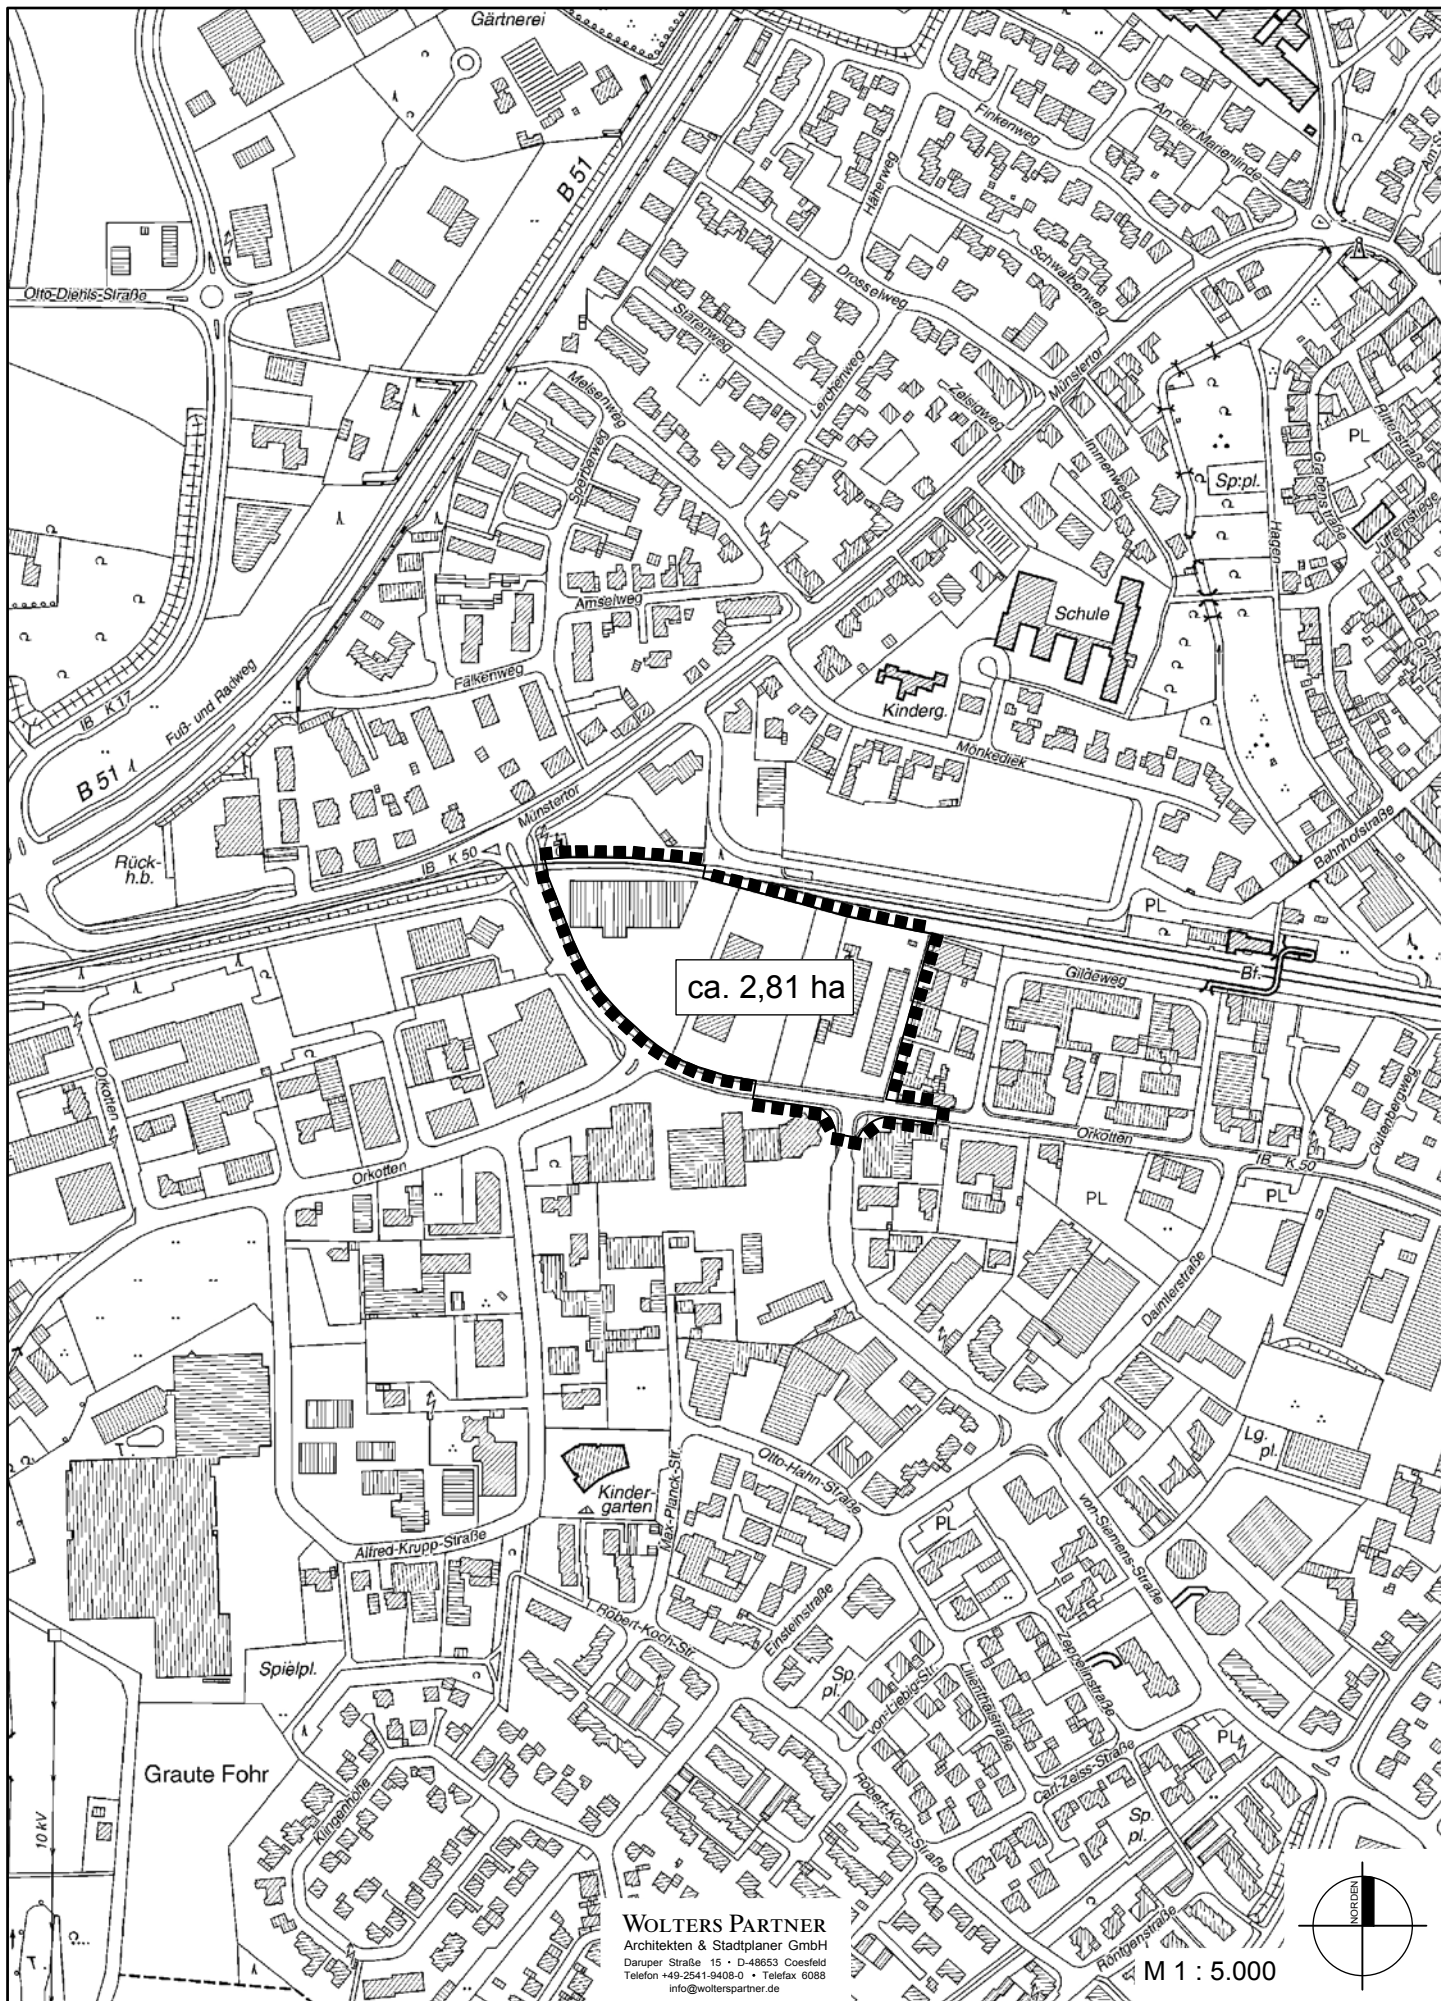 Gärtnerei
B 51
Finkenweg
An der Marienlinde
Häherweg
Schwalbenweg
Drosselweg
Otto-Diehls-Straße
Starenweg
Lerchenweg
Zeisigweg
Münstertor
Meisenweg
Sperberweg
Immenweg
PL
Sp.pl.
Ritterstraße
Grabenstraße
Hagen
Jüffernstiege
Amselweg
Schule
Falkenweg
Kinderg.
Mönkediek
IB K 17
Fuß- und Radweg
B 51
Münstertor
Bahnhofstraße
Rück-
h.b.
IB K 50
PL
ca. 2,81 ha
Gildeweg
Bf.
Orkotten
Gutenbergweg
Orkotten
IB K 50
Orkotten
PL
PL
Daimlerstraße
Lg.
pl.
T.
Otto-Hahn-Straße
Kinder-
garten
Max-Planck-Str.
PL
von-Siemens-Straße
Alfred-Krupp-Straße
Robert-Koch-Str.
Einsteinstraße
Sp.
pl.
von-Liebig-Str.
Lilienthalstraße
Zeppelinstraße
Spielpl.
PL
Graute Fohr
Klingenhöhe
Carl-Zeiss-Straße
Robert-Koch-Straße
Sp.
pl.
10 kV
T.
Röntgenstraße
NORDEN
WOLTERS PARTNER
Architekten & Stadtplaner GmbH
Daruper Straße 15 • D-48653 Coesfeld
Telefon +49-2541-9408-0 • Telefax 6088
info@wolterspartner.de
M 1 : 5.000